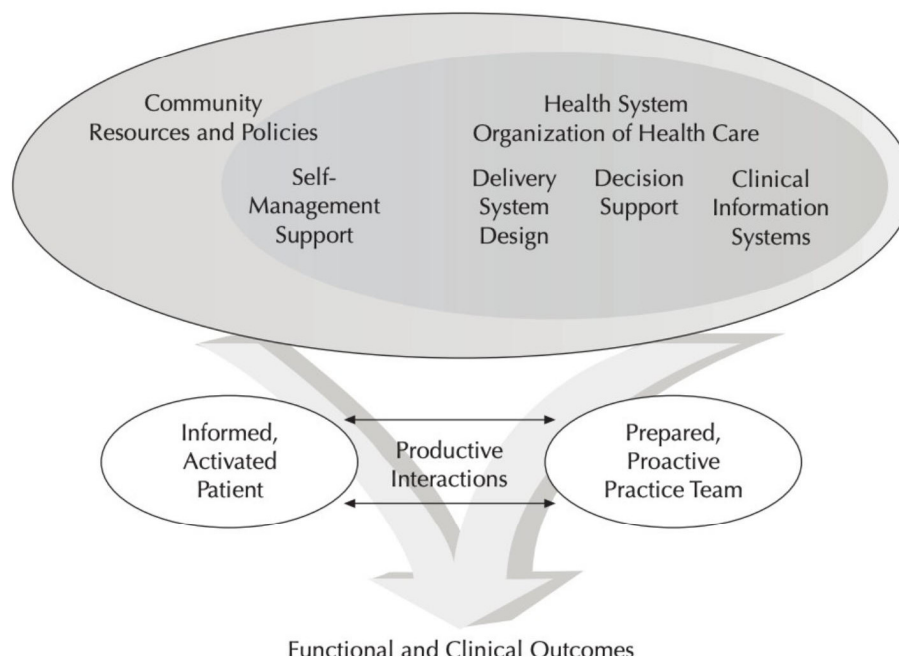 Community
Resources and Policies
Health System
Organization of Health Care
Self-
Management
Support
Delivery
System
Design
Decision
Support
Clinical
Information
Systems
Informed,
Activated
Patient
Productive
Interactions
Prepared,
Proactive
Practice Team
Functional and Clinical Outcomes